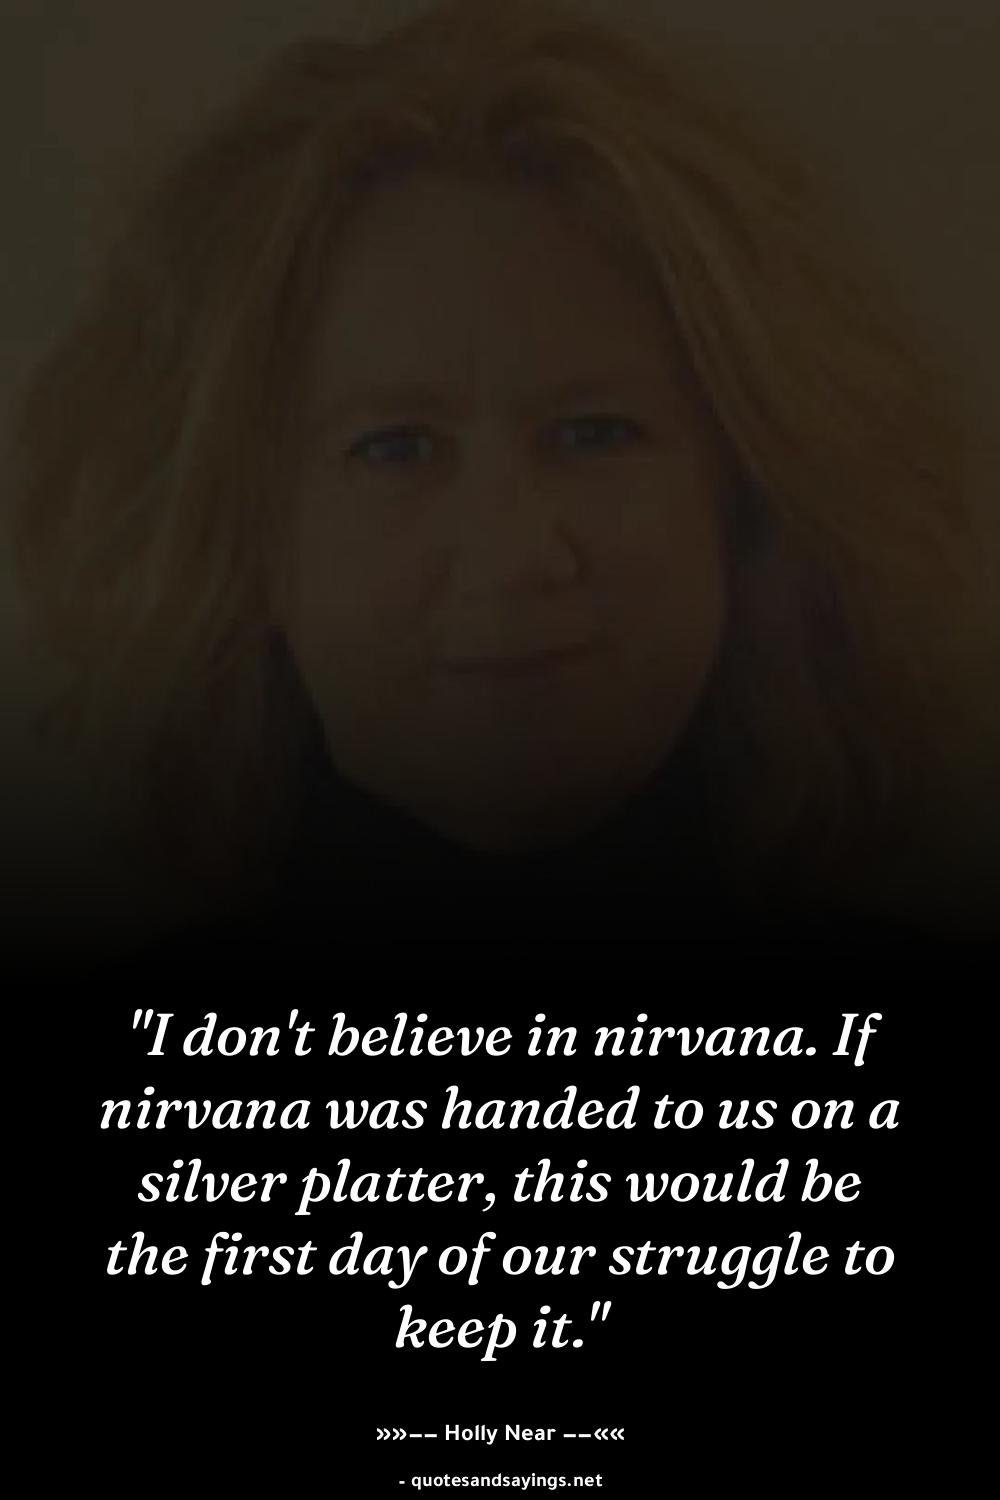 "I don't believe in nirvana. If
nirvana was handed to us on a
silver platter, this would be
the first day of our struggle to
keep it."
»»–– Holly Near ––««
- quotesandsayings.net